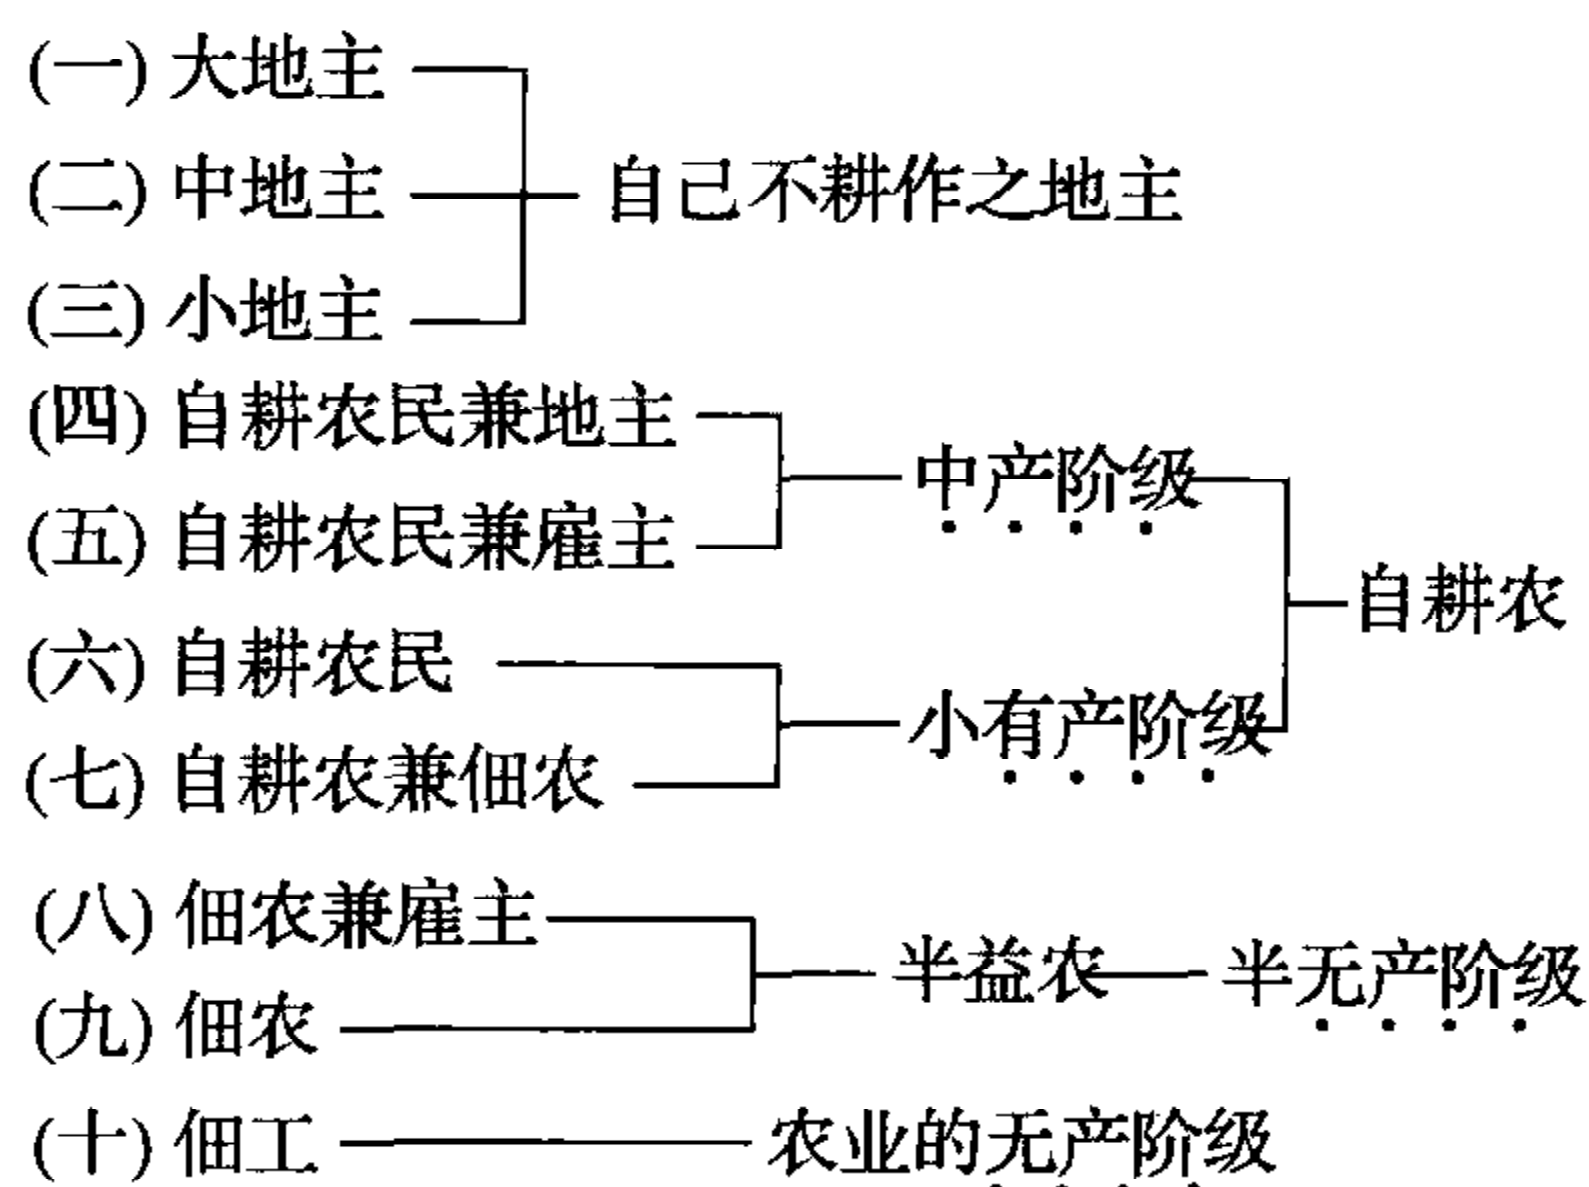 (一) 大地主
(二) 中地主
(三) 小地主
自己不耕作之地主
(四) 自耕农民兼地主
(五) 自耕农民兼雇主
中产阶级
(六) 自耕农民
(七) 自耕农兼佃农
小有产阶级
自耕农
(八) 佃农兼雇主
(九) 佃农
半益农
半无产阶级
(十) 佃工
农业的无产阶级